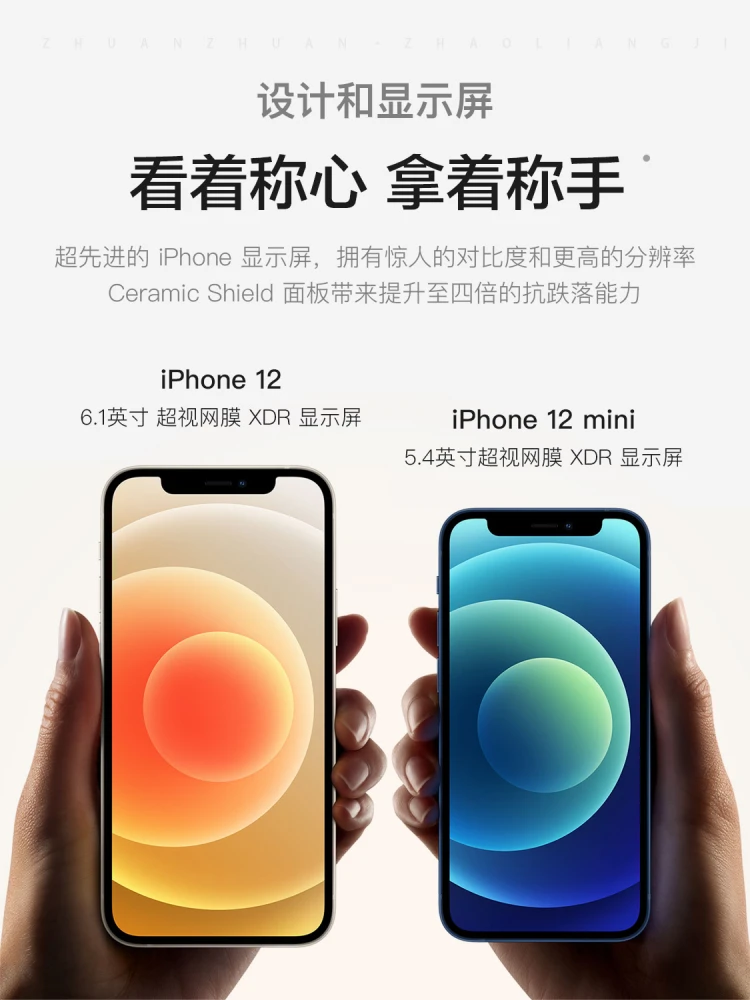 ZHUANZHUAN-ZHAOLIANGJI
设计和显示屏
看着称心 拿着称手
超先进的 iPhone 显示屏，拥有惊人的对比度和更高的分辨率
Ceramic Shield 面板带来提升至四倍的抗跌落能力
iPhone 12
6.1英寸 超视网膜 XDR 显示屏
iPhone 12 mini
5.4英寸超视网膜 XDR 显示屏